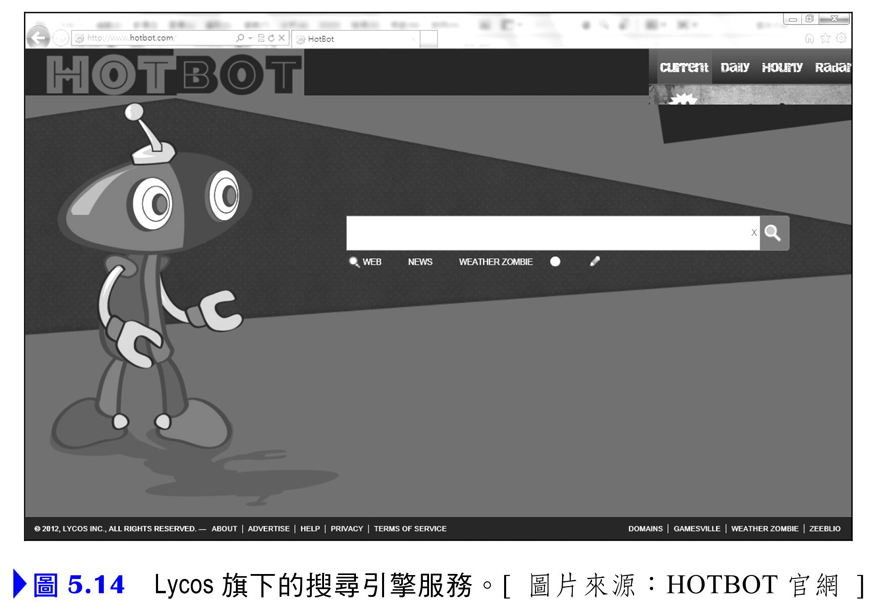 http://www.hotbot.com/
HotBot
HOTBOT
current Daily Hourly Radar
X
WEB NEWS WEATHER ZOMBIE
© 2012, LYCOS INC., ALL RIGHTS RESERVED. — ABOUT | ADVERTISE | HELP | PRIVACY | TERMS OF SERVICE
DOMAINS | GAMESVILLE | WEATHER ZOMBIE | ZEEBLIO
圖 5.14 Lycos 旗下的搜尋引擎服務。[ 圖片來源：HOTBOT 官網 ]